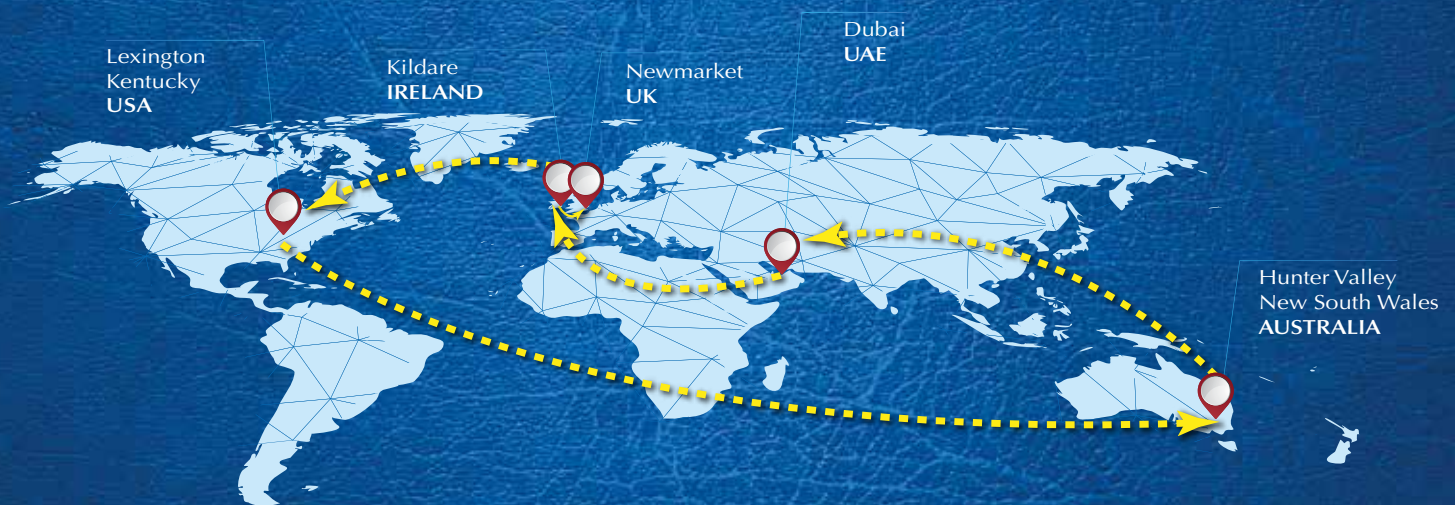 Lexington
Kentucky
USA
Kildare
IRELAND
Newmarket
UK
Dubai
UAE
Hunter Valley
New South Wales
AUSTRALIA